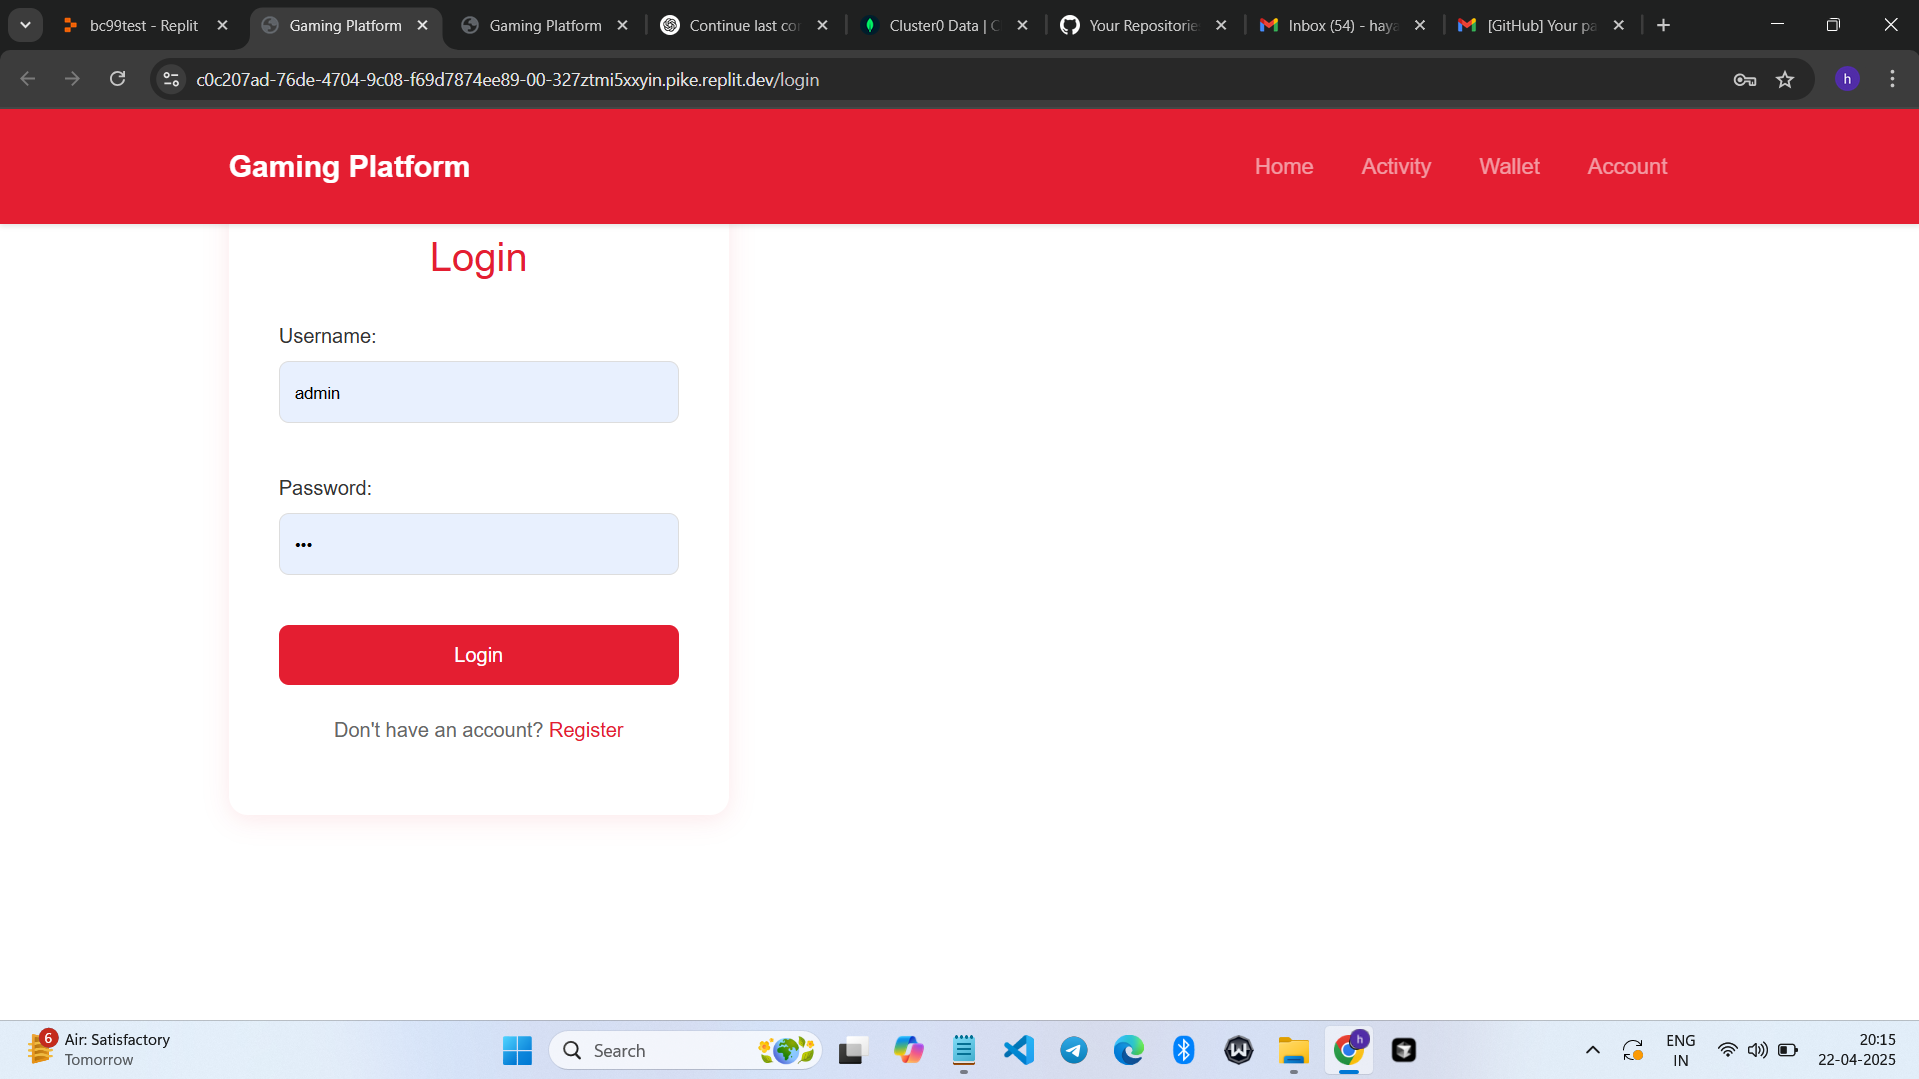 bc99test - Replit
Gaming Platform
Gaming Platform
Continue last co
Cluster0 Data | C
Your Repositorie
Inbox (54) - haya
[GitHub] Your pa
c0c207ad-76de-4704-9c08-f69d7874ee89-00-327ztmi5xxyin.pike.replit.dev/login
h
Gaming Platform
Home
Activity
Wallet
Account
Login
Username:
admin
Password:
•••
Login
Don't have an account? Register
6
Air: Satisfactory
Tomorrow
Search
h
ENG
IN
20:15
22-04-2025